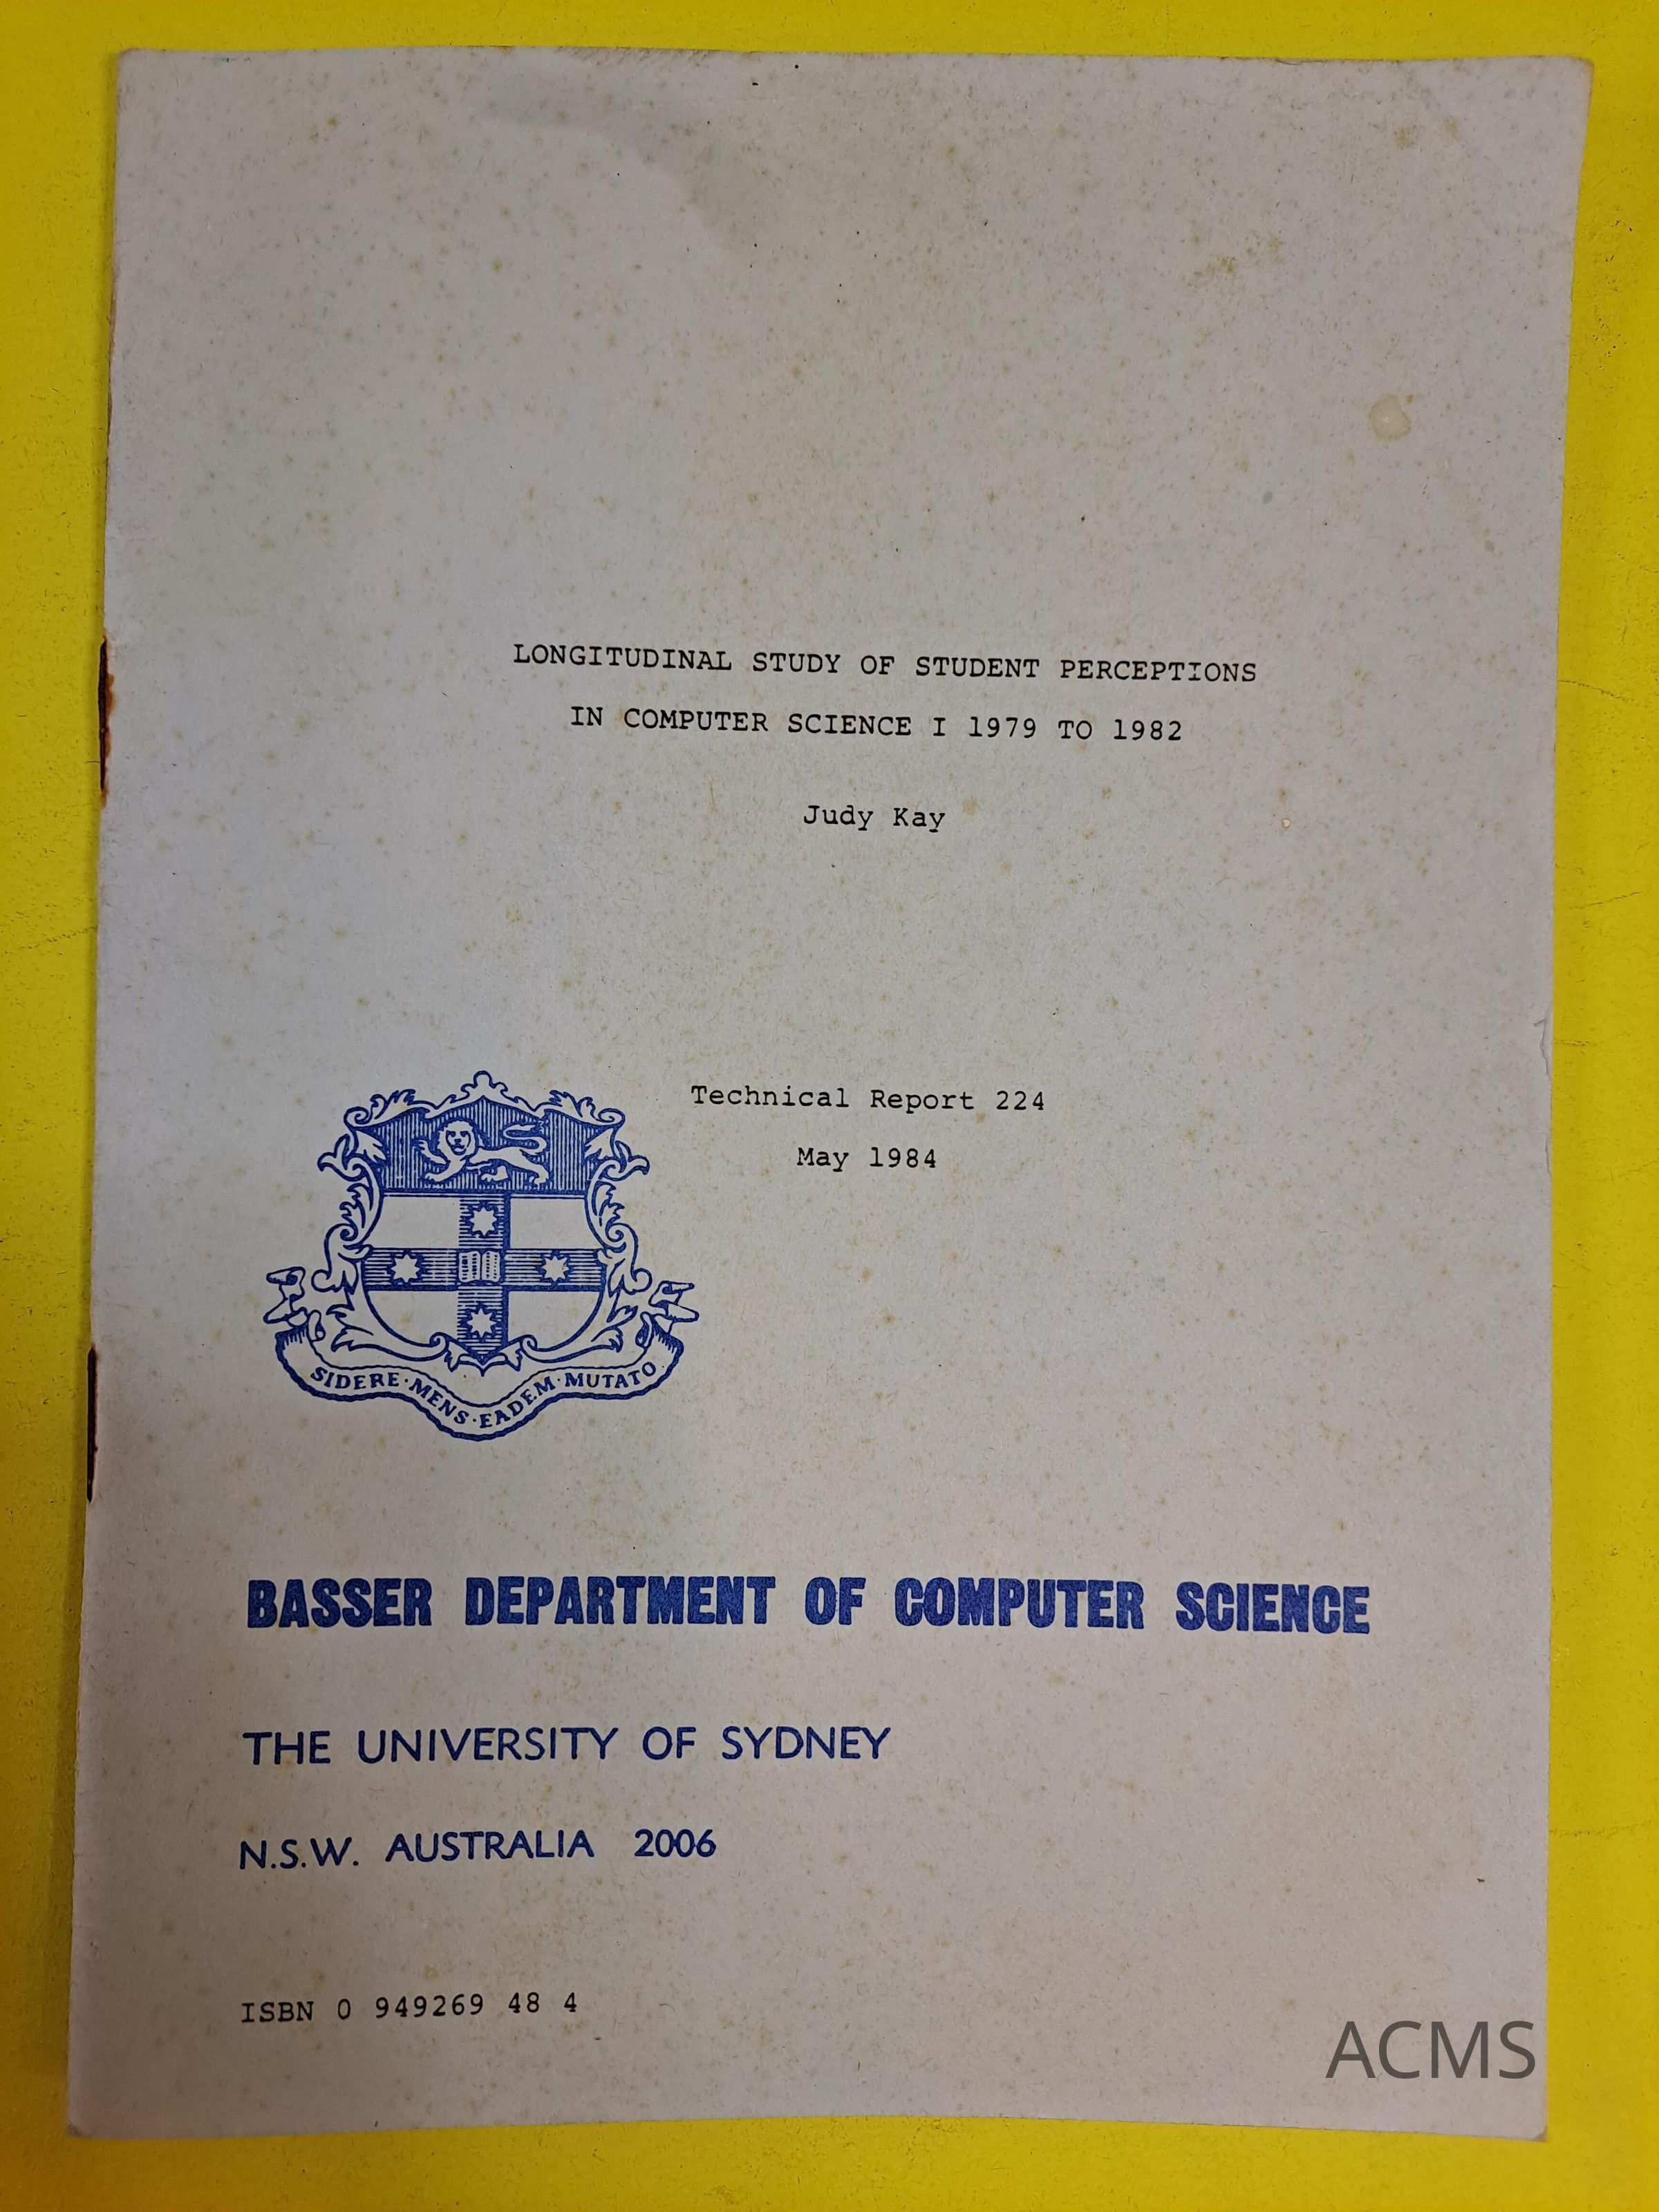 LONGITUDINAL STUDY OF STUDENT PERCEPTIONS
IN COMPUTER SCIENCE I 1979 TO 1982
Judy Kay
Technical Report 224
May 1984
SIDERE·MENS·EADEM·MUTATO
BASSER DEPARTMENT OF COMPUTER SCIENCE
THE UNIVERSITY OF SYDNEY
N.S.W. AUSTRALIA 2006
ISBN 0 949269 48 4
ACMS